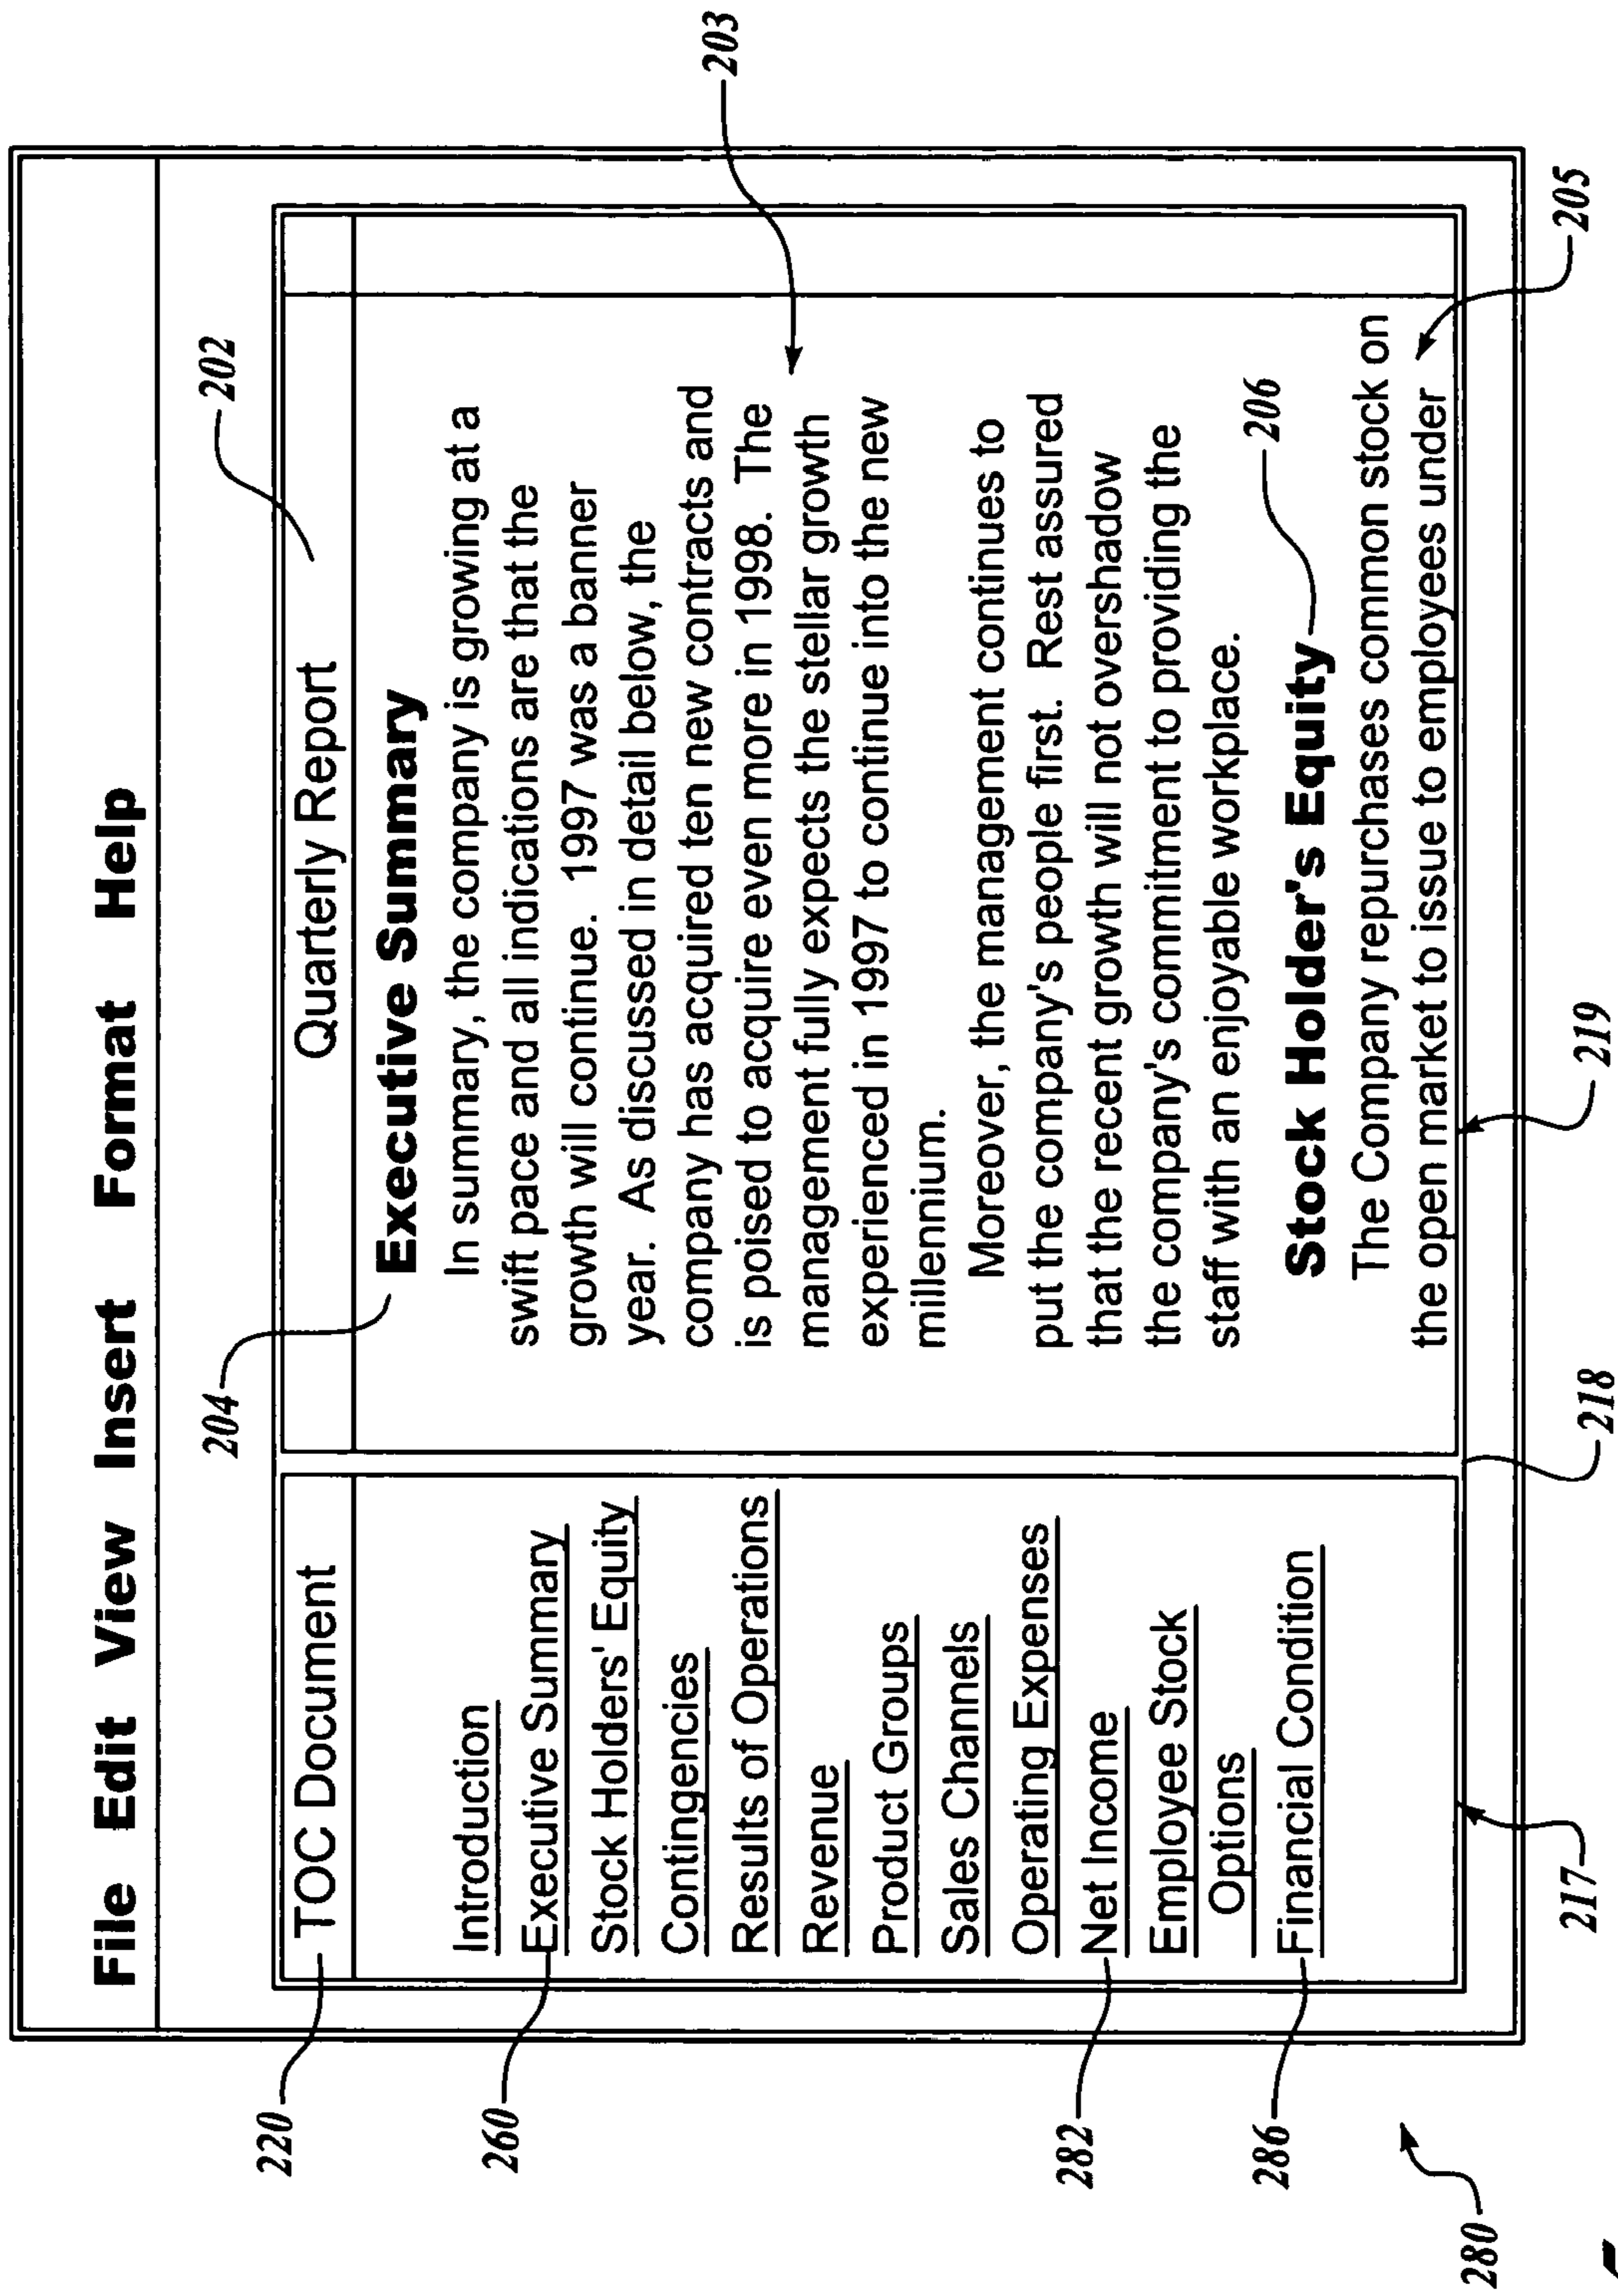 File Edit View Insert Format Help
202
204
220
TOC Document
Quarterly Report
Introduction
260
Executive Summary
Stock Holders' Equity
Contingencies
Results of Operations
Revenue
Product Groups
Sales Channels
Operating Expenses
282
Net Income
Employee Stock
Options
286
Financial Condition
Executive Summary
In summary, the company is growing at a
swift pace and all indications are that the
growth will continue. 1997 was a banner
year. As discussed in detail below, the
company has acquired ten new contracts and
is poised to acquire even more in 1998. The
203
management fully expects the stellar growth
experienced in 1997 to continue into the new
millennium.
Moreover, the management continues to
put the company's people first. Rest assured
that the recent growth will not overshadow
the company's commitment to providing the
staff with an enjoyable workplace.
Stock Holder's Equity
206
The Company repurchases common stock on
the open market to issue to employees under
205
280
217
218
219